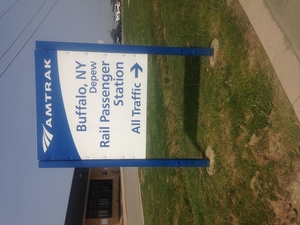 AMTRAK
Buffalo, NY
Depew
Rail Passenger
Station
All Traffic →